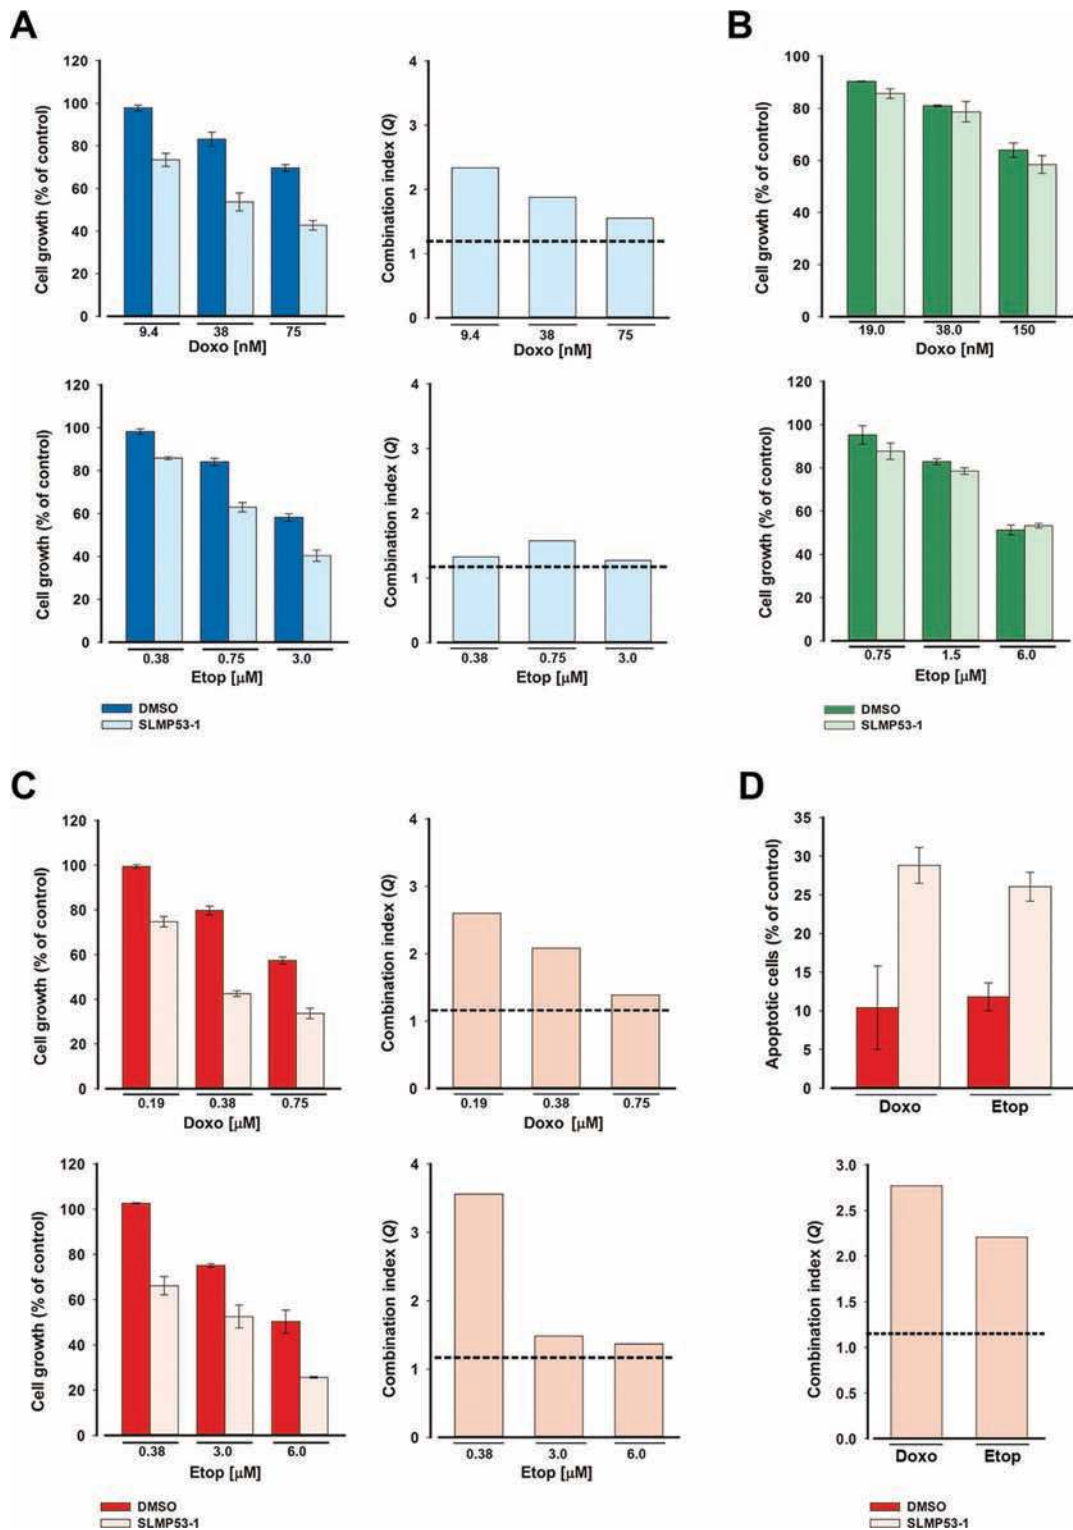 A
Cell growth (% of control)
120
100
80
60
40
20
0
9.4 38 75
Doxo [nM]
Combination index (Q)
4
3
2
1
0
9.4 38 75
Doxo [nM]
B
Cell growth (% of control)
100
80
60
40
20
0
19.0 38.0 150
Doxo [nM]
Cell growth (% of control)
120
100
80
60
40
20
0
0.38 0.75 3.0
Etop [μM]
Combination index (Q)
4
3
2
1
0
0.38 0.75 3.0
Etop [μM]
Cell growth (% of control)
120
100
80
60
40
20
0
0.75 1.5 6.0
Etop [μM]
DMSO
SLMP53-1
DMSO
SLMP53-1
C
Cell growth (% of control)
120
100
80
60
40
20
0
0.19 0.38 0.75
Doxo [μM]
Combination index (Q)
4
3
2
1
0
0.19 0.38 0.75
Doxo [μM]
D
Apoptotic cells (% of control)
35
30
25
20
15
10
5
0
Doxo Etop
Cell growth (% of control)
120
100
80
60
40
20
0
0.38 3.0 6.0
Etop [μM]
Combination index (Q)
4
3
2
1
0
0.38 3.0 6.0
Etop [μM]
Combination index (Q)
3.0
2.5
2.0
1.5
1.0
0.5
0.0
Doxo Etop
DMSO
SLMP53-1
DMSO
SLMP53-1